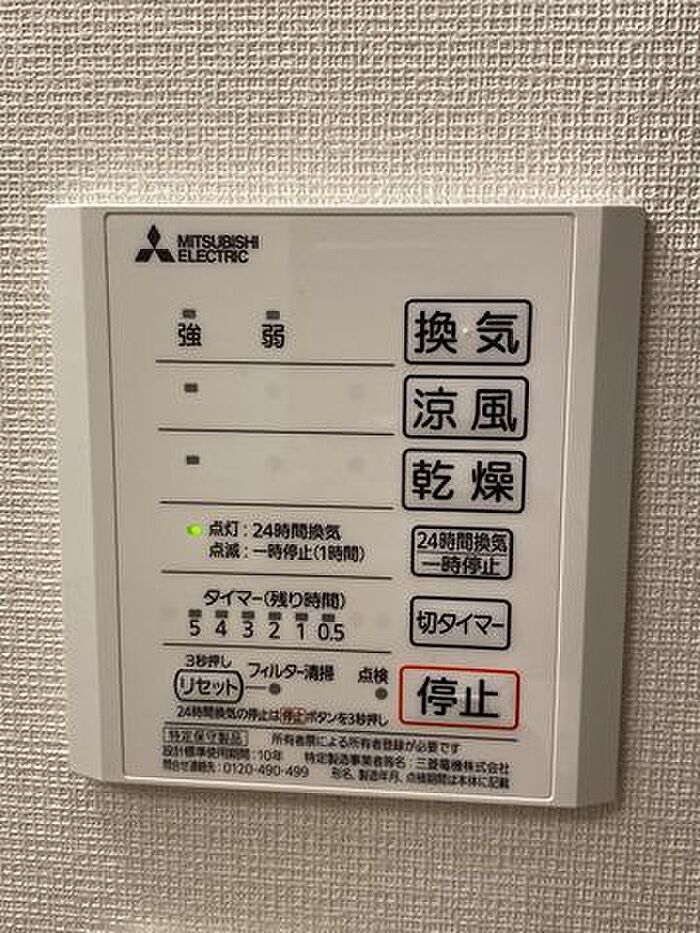 MITSUBISHI
ELECTRIC
強 弱 換気
涼風
乾燥
点灯:24時間換気
点滅:一時停止(1時間)
24時間換気
一時停止
タイマー(残り時間)
5 4 3 2 1 0.5
切タイマー
3秒押し フィルター清掃 点検
リセット 停止
24時間換気の停止は停止ボタンを3秒押し
特定保守製品 所有者票による所有者登録が必要です
設計標準使用期間:10年 特定製造事業者等名:三菱電機株式会社
問合せ連絡先:0120-490-499 形名、製造年月、点検期間は本体に記載